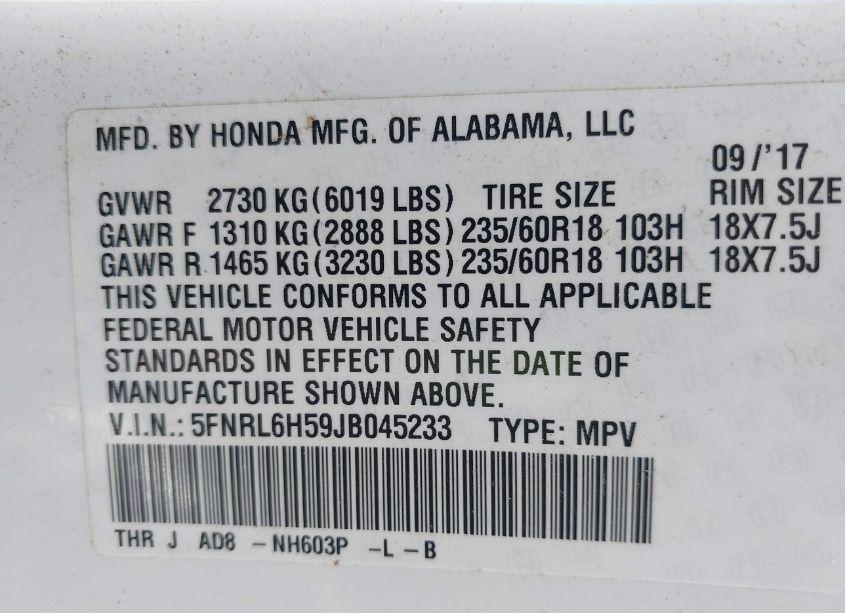 MFD. BY HONDA MFG. OF ALABAMA, LLC
09/'17
GVWR 2730 KG(6019 LBS) TIRE SIZE RIM SIZE
GAWR F 1310 KG(2888 LBS) 235/60R18 103H 18X7.5J
GAWR R 1465 KG(3230 LBS) 235/60R18 103H 18X7.5J
THIS VEHICLE CONFORMS TO ALL APPLICABLE
FEDERAL MOTOR VEHICLE SAFETY
STANDARDS IN EFFECT ON THE DATE OF
MANUFACTURE SHOWN ABOVE.
V.I.N.: 5FNRL6H59JB045233 TYPE: MPV
THR J AD8 -NH603P -L -B